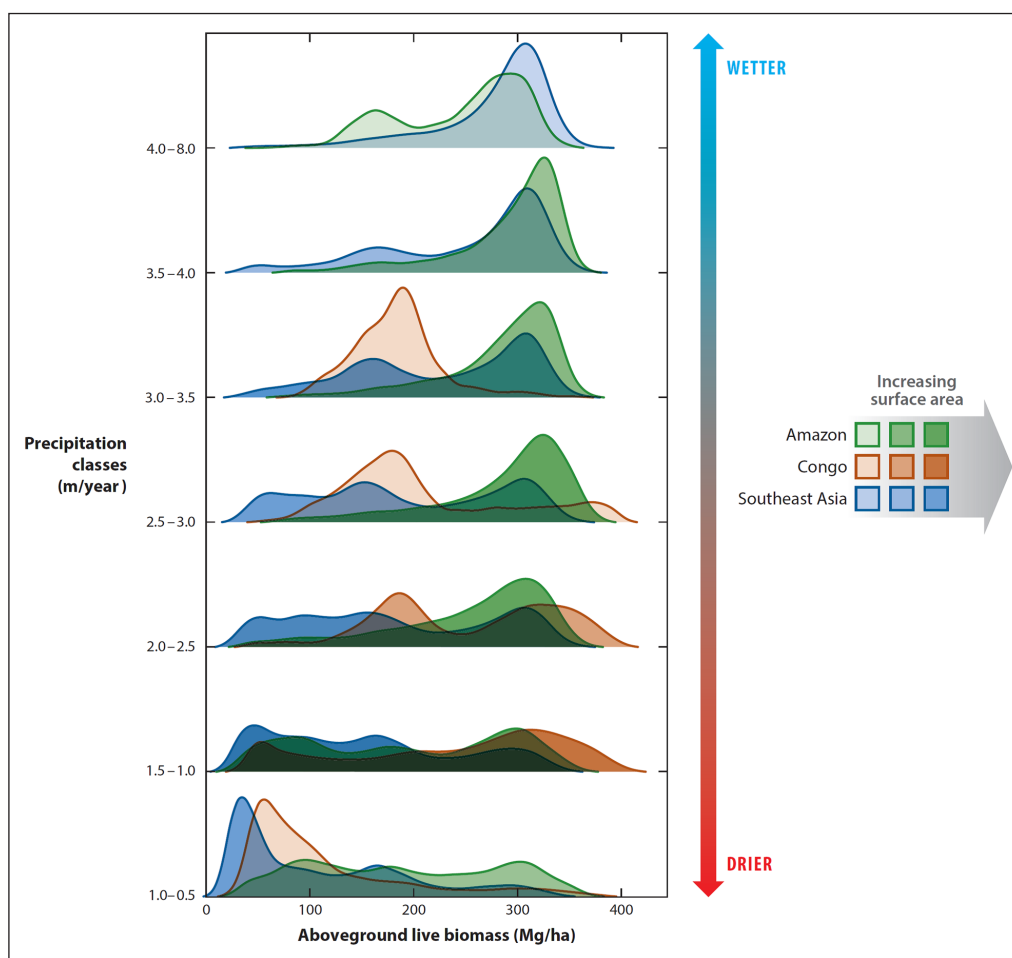 WETTER
4.0–8.0
3.5–4.0
3.0–3.5
Increasing
surface area
Amazon
Precipitation
classes
(m/year)
Congo
Southeast Asia
2.5–3.0
2.0–2.5
1.5–1.0
DRIER
1.0–0.5
0 100 200 300 400
Aboveground live biomass (Mg/ha)